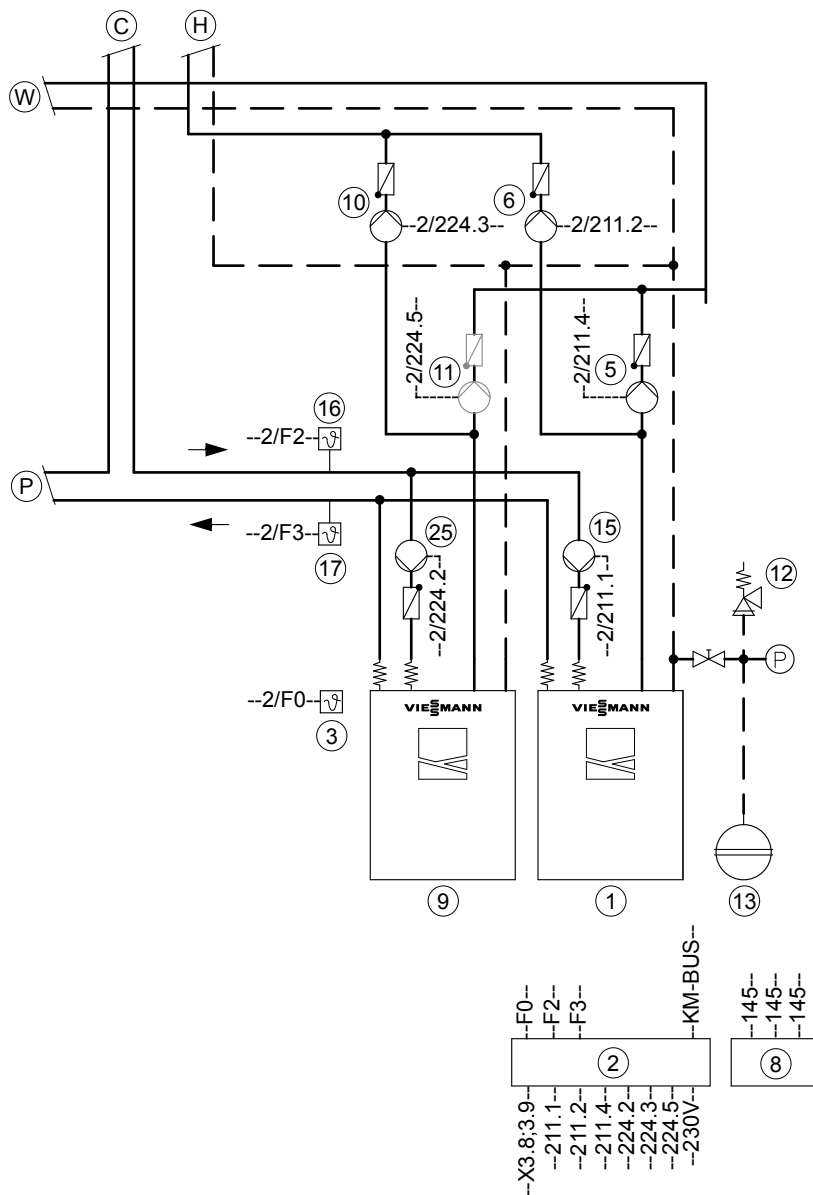 C
H
W
10
6
--2/224.3--
--2/211.2--
--2/224.5--
--2/211.4--
11
5
16
--2/F2--
P
--2/F3--
17
25
15
12
--2/224.2--
--2/211.1--
P
--2/F0--
3
VIESSMANN
VIESSMANN
9
1
13
--F0--
--F2--
--F3--
--KM-BUS--
--145--
--145--
--145--
2
8
--X3.8;3.9--
--211.1--
--211.2--
--211.4--
--224.2--
--224.3--
--224.5--
--230V--